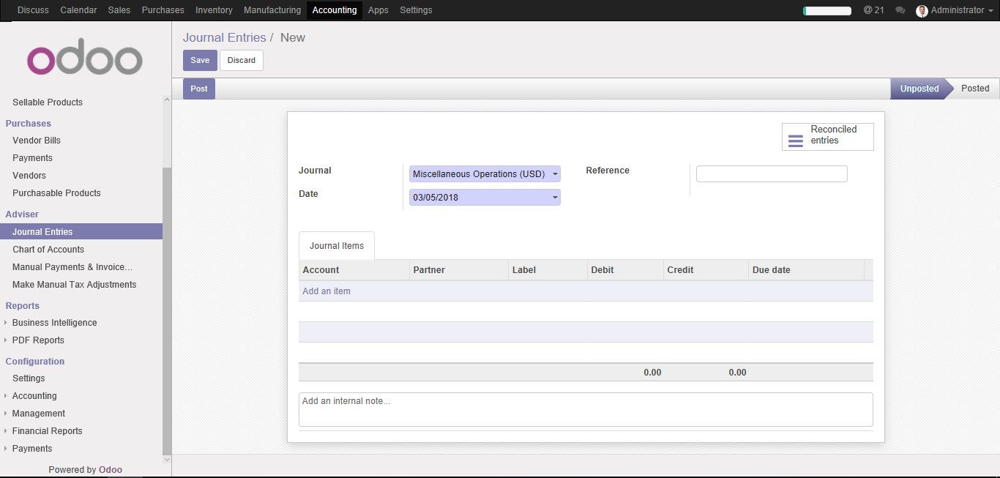 Discuss Calendar Sales Purchases Inventory Manufacturing Accounting Apps Settings @ 21 Administrator
odoo
Sellable Products
Purchases
Vendor Bills
Payments
Vendors
Purchasable Products
Adviser
Journal Entries
Chart of Accounts
Manual Payments & Invoice...
Make Manual Tax Adjustments
Reports
Business Intelligence
PDF Reports
Configuration
Settings
Accounting
Management
Financial Reports
Payments
Powered by Odoo
Journal Entries / New
Save Discard
Post Unposted Posted
Reconciled
entries
Journal Miscellaneous Operations (USD) Reference
Date 03/05/2018
Journal Items
Account Partner Label Debit Credit Due date
Add an item
0.00 0.00
Add an internal note...